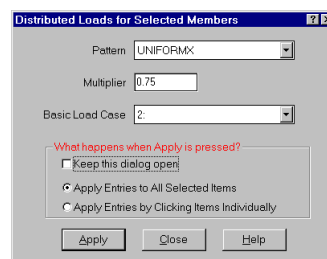 Distributed Loads for Selected Members
Pattern UNIFORMX
Multiplier 0.75
Basic Load Case 2:
What happens when Apply is pressed?
Keep this dialog open
Apply Entries to All Selected Items
Apply Entries by Clicking Items Individually
Apply Close Help